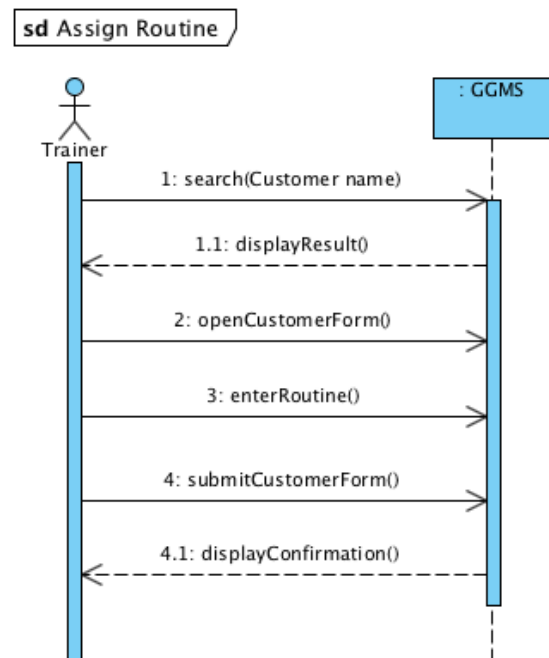 sd Assign Routine
: GGMS
Trainer
1: search(Customer name)
1.1: displayResult()
2: openCustomerForm()
3: enterRoutine()
4: submitCustomerForm()
4.1: displayConfirmation()